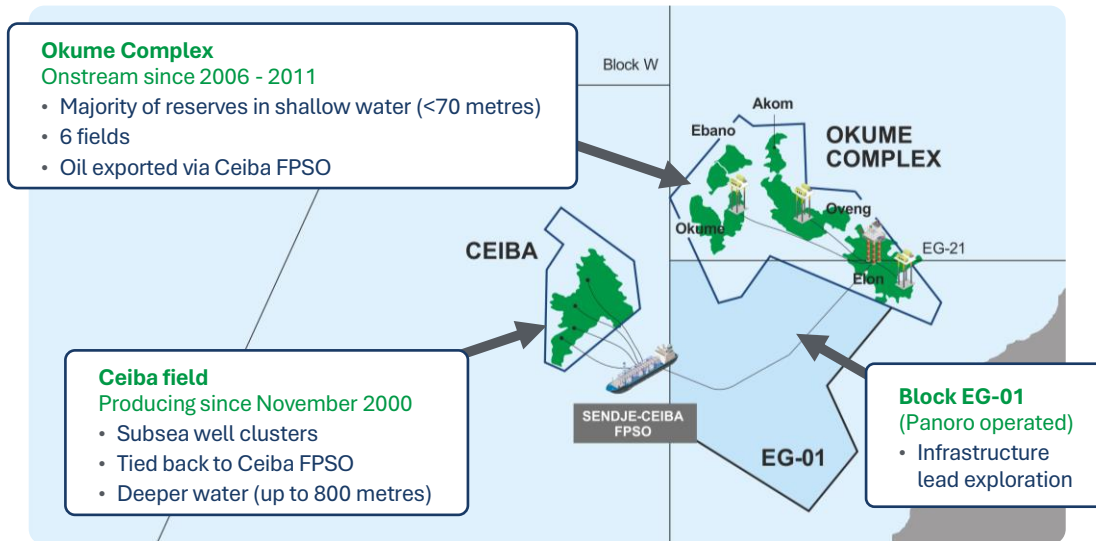 Okume Complex
Onstream since 2006 - 2011
• Majority of reserves in shallow water (<70 metres)
• 6 fields
• Oil exported via Ceiba FPSO
Block W
Akom
Ebano
OKUME
COMPLEX
Oveng
Okume
EG-21
Elon
CEIBA
SENDJE-CEIBA
FPSO
EG-01
Ceiba field
Producing since November 2000
• Subsea well clusters
• Tied back to Ceiba FPSO
• Deeper water (up to 800 metres)
Block EG-01
(Panoro operated)
• Infrastructure
lead exploration